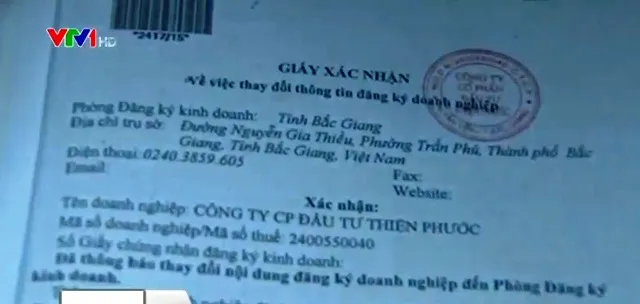 VTV1 HD
*2417/15*
GIẤY XÁC NHẬN
Về việc thay đổi thông tin đăng ký doanh nghiệp
CÔNG TY
CỔ PHẦN
Phòng Đăng ký kinh doanh: Tỉnh Bắc Giang
Địa chỉ trụ sở: Đường Nguyễn Gia Thiều, Phường Trần Phú, Thành phố Bắc
Giang, Tỉnh Bắc Giang, Việt Nam
Điện thoại: 0240.3859.605 Fax:
Email: Website:
Xác nhận:
Tên doanh nghiệp: CÔNG TY CP ĐẦU TƯ THIÊN PHƯỚC
Mã số doanh nghiệp/Mã số thuế: 2400550040
Số Giấy chứng nhận đăng ký kinh doanh:
Đã thông báo thay đổi nội dung đăng ký doanh nghiệp đến Phòng Đăng ký
kinh doanh.